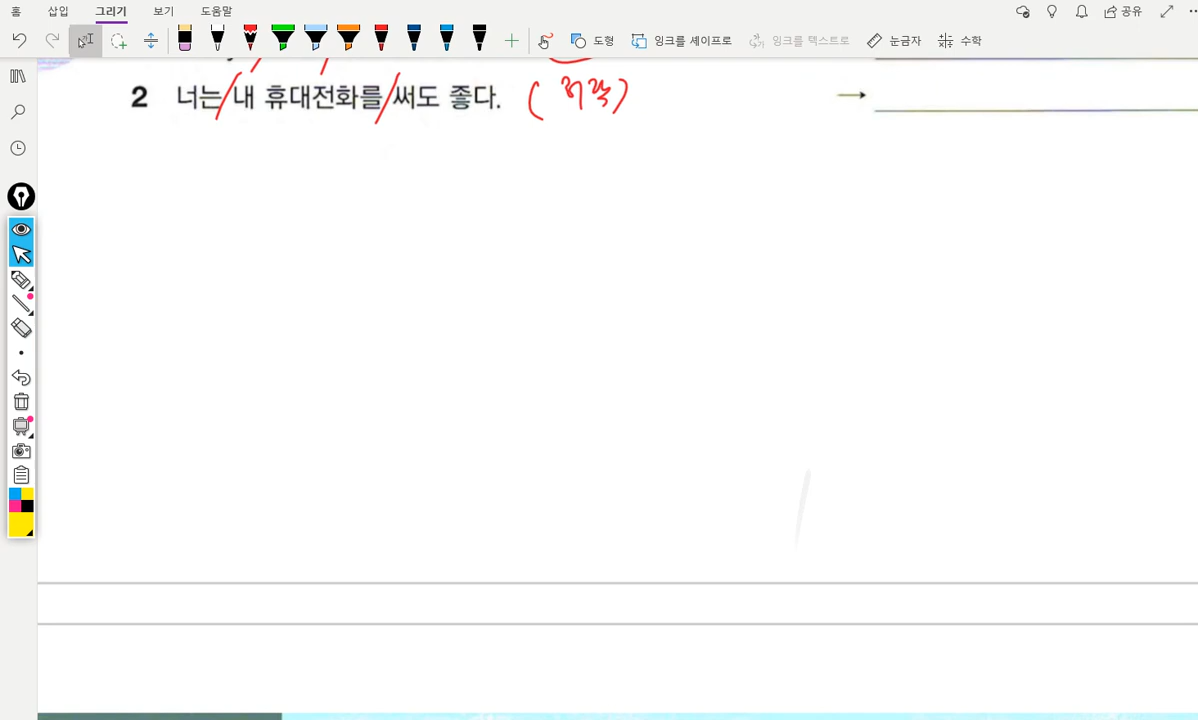 홈 삽입 그리기 보기 도움말 공유
도형 잉크를 셰이프로 잉크를 텍스트로 눈금자 수학
2 너는/내 휴대전화를/써도 좋다. (허락) →